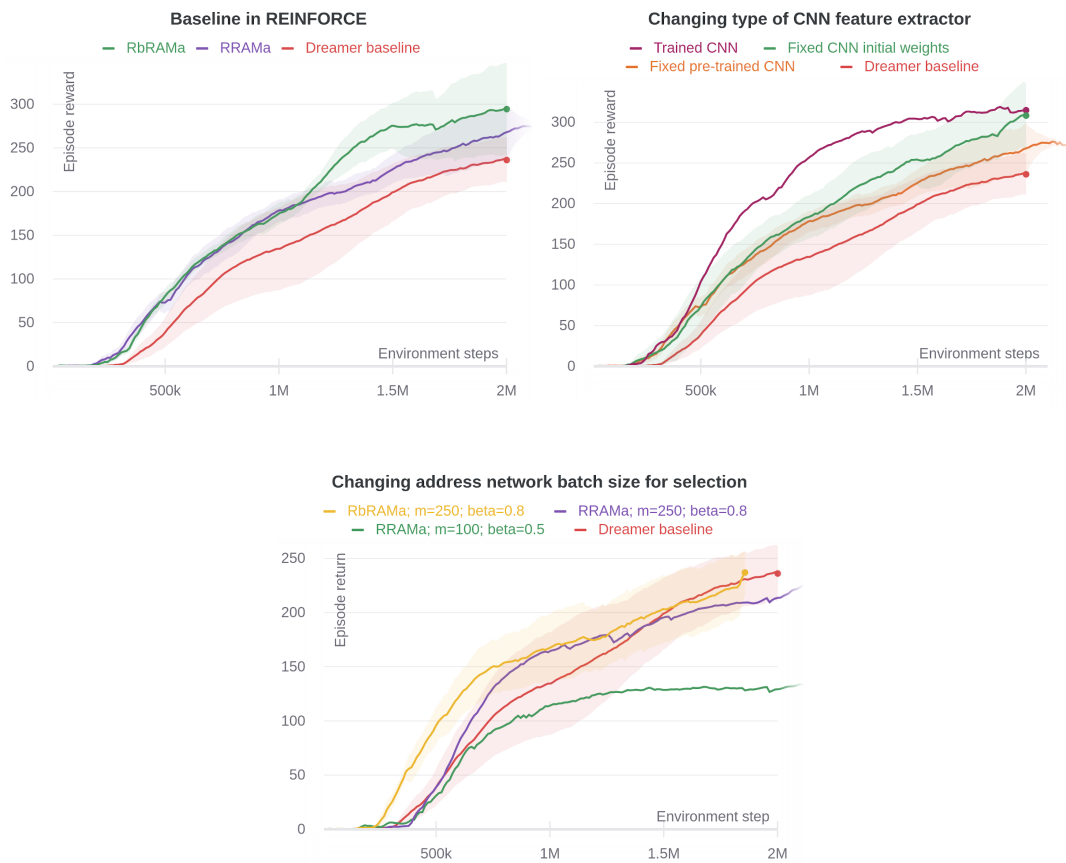 Baseline in REINFORCE
RbRAMa RRAMa Dreamer baseline
Episode reward
300
250
200
150
100
50
0
Environment steps
500k 1M 1.5M 2M
Changing type of CNN feature extractor
Trained CNN Fixed CNN initial weights
Fixed pre-trained CNN Dreamer baseline
Episode reward
300
250
200
150
100
50
0
Environment steps
500k 1M 1.5M 2M
Changing address network batch size for selection
RbRAMa; m=250; beta=0.8 RRAMa; m=250; beta=0.8
RRAMa; m=100; beta=0.5 Dreamer baseline
Episode return
250
200
150
100
50
0
Environment step
500k 1M 1.5M 2M